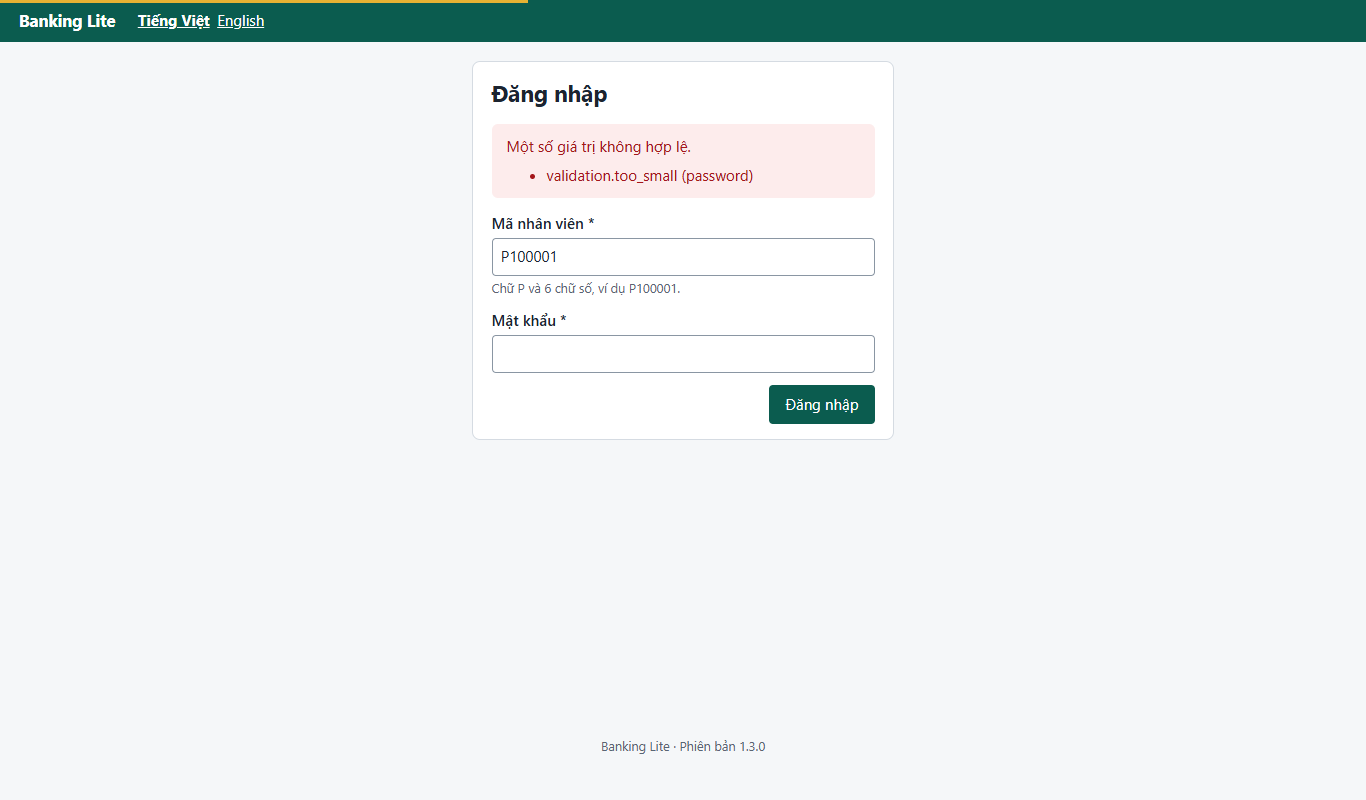 Banking Lite Tiếng Việt English
Đăng nhập
Một số giá trị không hợp lệ.
• validation.too_small (password)
Mã nhân viên *
P100001
Chữ P và 6 chữ số, ví dụ P100001.
Mật khẩu *
Đăng nhập
Banking Lite · Phiên bản 1.3.0